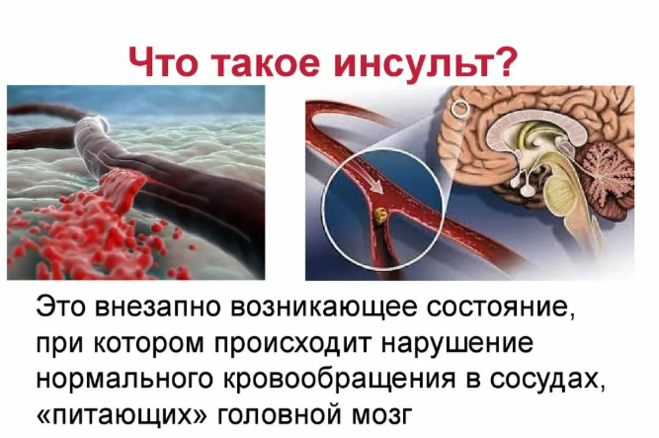 Что такое инсульт?
Это внезапно возникающее состояние,
при котором происходит нарушение
нормального кровообращения в сосудах,
«питающих» головной мозг